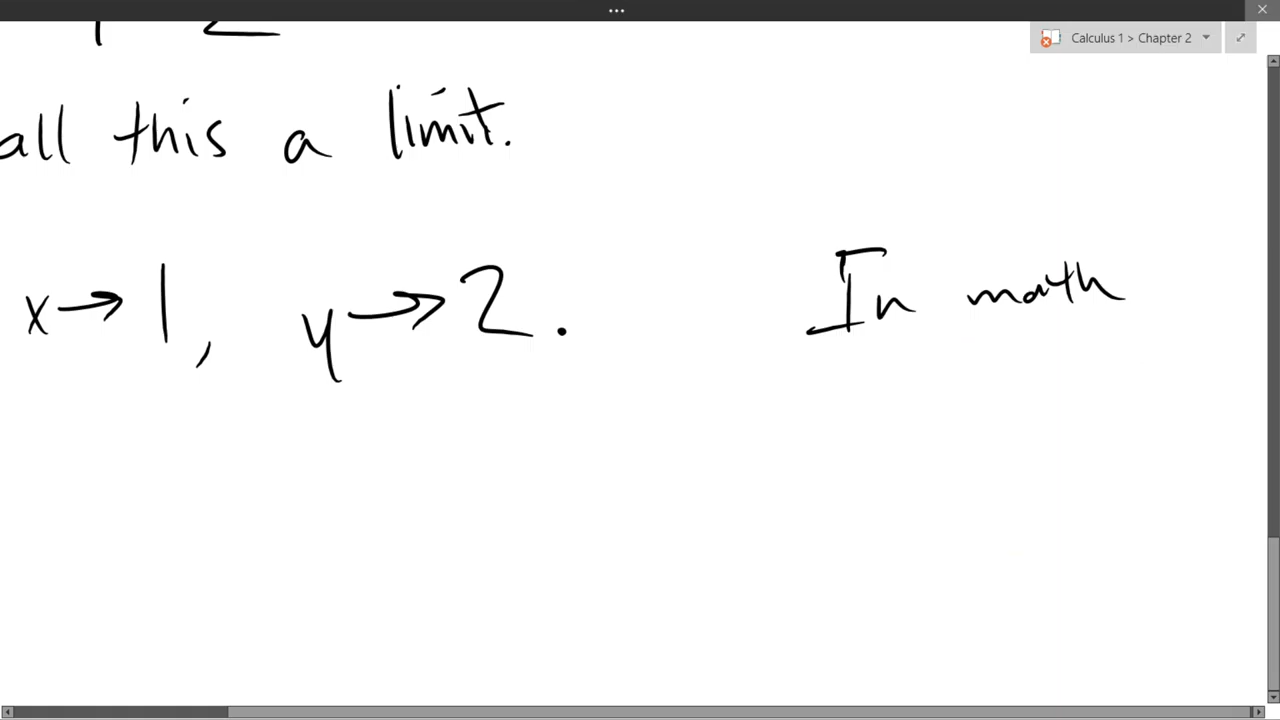 Calculus 1 > Chapter 2
all this a limit.
x→1, y→2. In math